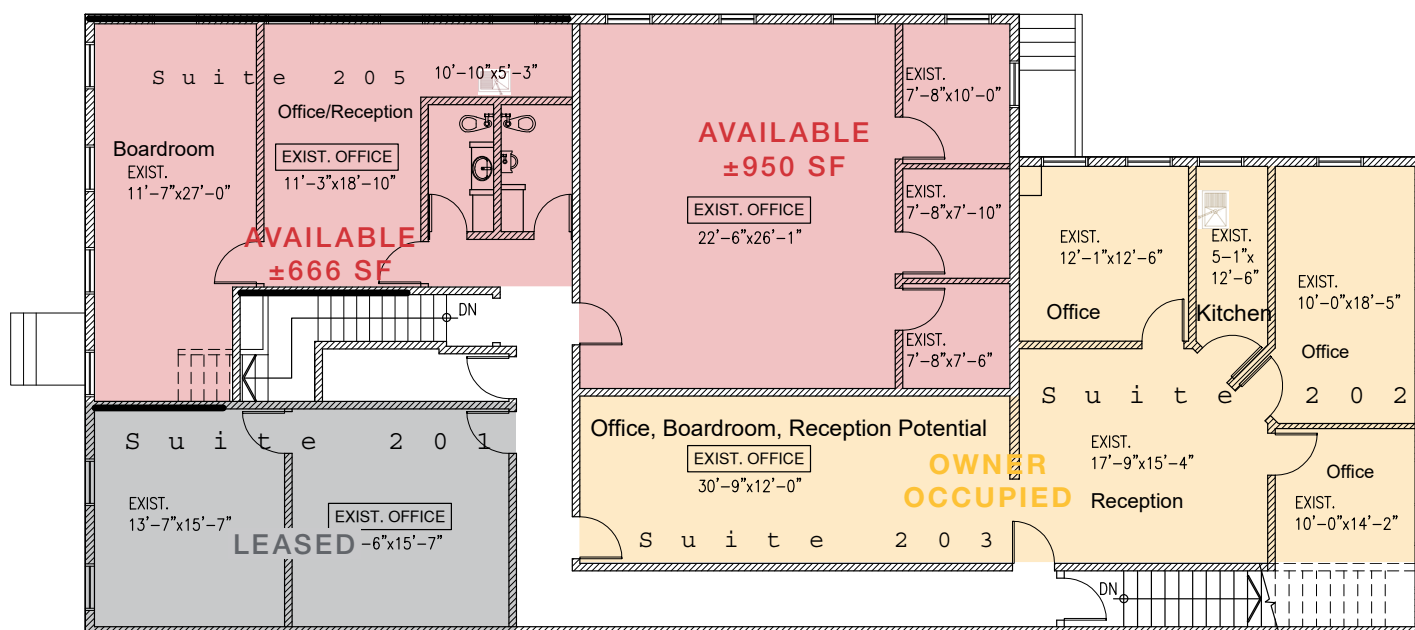 Suite 205
10'-10"x5'-3"
Office/Reception
EXIST. OFFICE
11'-3"x18'-10"
Boardroom
EXIST.
11'-7"x27'-0"
AVAILABLE
±666 SF
DN
AVAILABLE
±950 SF
EXIST. OFFICE
22'-6"x26'-1"
EXIST.
7'-8"x10'-0"
EXIST.
7'-8"x7'-10"
EXIST.
7'-8"x7'-6"
EXIST.
12'-1"x12'-6"
Office
EXIST.
5-1"x
12'-6"
Kitchen
EXIST.
10'-0"x18'-5"
Office
Suite 202
EXIST.
17'-9"x15'-4"
Reception
Office
EXIST.
10'-0"x14'-2"
Suite 201
EXIST.
13'-7"x15'-7"
EXIST. OFFICE
-6"x15'-7"
LEASED
Office, Boardroom, Reception Potential
EXIST. OFFICE
30'-9"x12'-0"
OWNER
OCCUPIED
Suite 203
DN